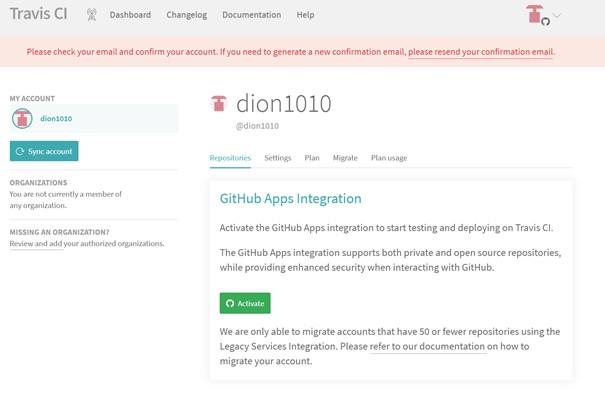 Travis CI
Dashboard Changelog Documentation Help
Please check your email and confirm your account. If you need to generate a new confirmation email, please resend your confirmation email.
MY ACCOUNT
dion1010
Sync account
ORGANIZATIONS
You are not currently a member of
any organization.
MISSING AN ORGANIZATION?
Review and add your authorized organizations.
dion1010
@dion1010
Repositories Settings Plan Migrate Plan usage
GitHub Apps Integration
Activate the GitHub Apps integration to start testing and deploying on Travis CI.
The GitHub Apps integration supports both private and open source repositories,
while providing enhanced security when interacting with GitHub.
Activate
We are only able to migrate accounts that have 50 or fewer repositories using the
Legacy Services Integration. Please refer to our documentation on how to
migrate your account.